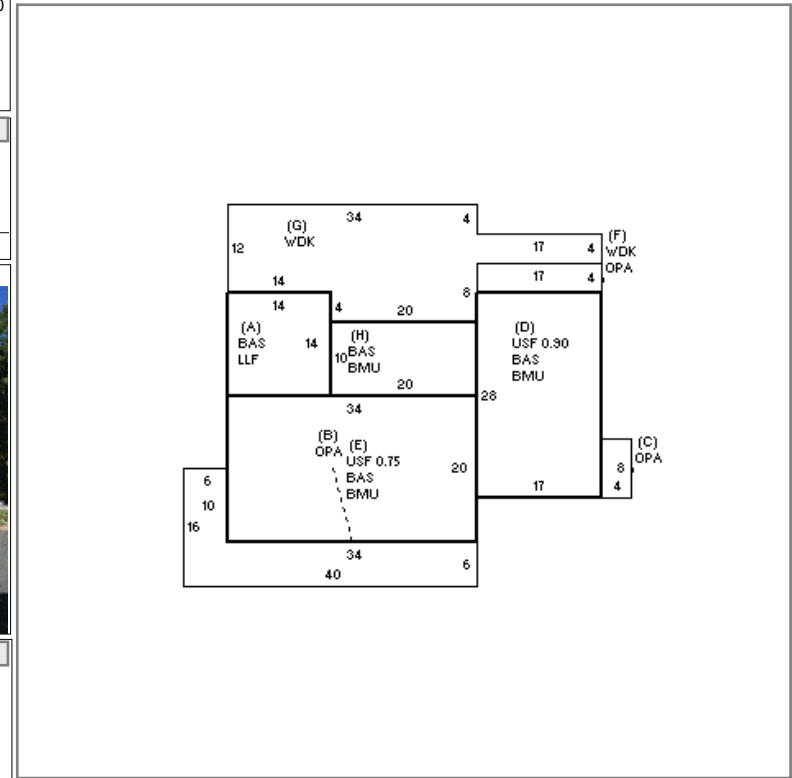 34
4
(G)
WDK
12
17
4
(F)
WDK
OPA
14
17
4
8
14
4
20
(A)
BAS
LLF
14
(H)
BAS
BMU
10
20
(D)
USF 0.90
BAS
BMU
28
34
(B)
OPA
(E)
USF 0.75
BAS
BMU
20
(C)
OPA
8
4
17
6
10
16
34
6
40